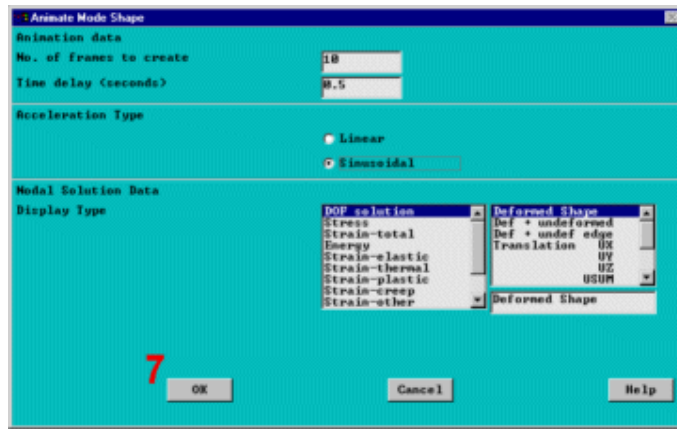 Animate Mode Shape
Animation data
No. of frames to create 10
Time delay (seconds) 0.5
Acceleration Type
Linear
Sinusoidal
Nodal Solution Data
Display Type
DOF solution
Stress
Strain-total
Energy
Strain-elastic
Strain-thermal
Strain-plastic
Strain-creep
Strain-other
Deformed Shape
Def + undeformed
Def + undef edge
Translation UX
UY
UZ
USUM
Deformed Shape
7
OK
Cancel
Help